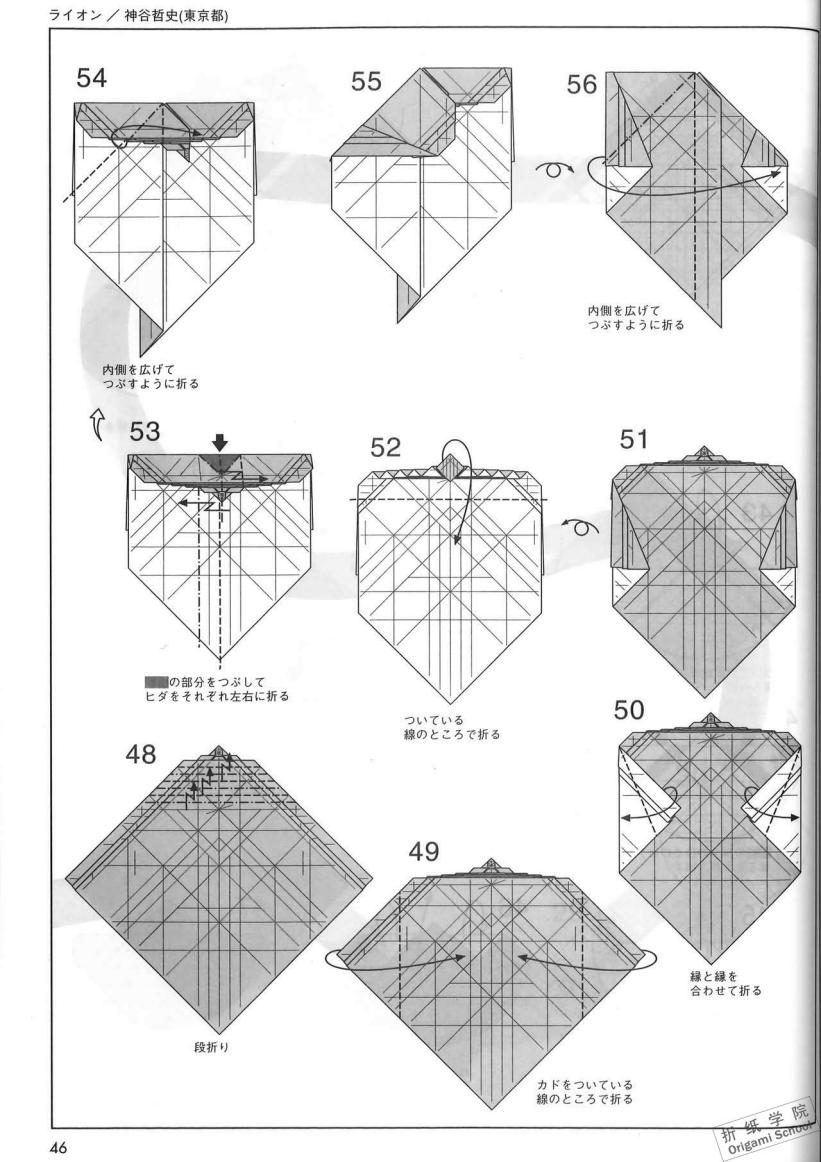 ライオン／神谷哲史(東京都)
54
55
56
内側を広げて
つぶすように折る
内側を広げて
つぶすように折る
53
52
51
の部分をつぶして
ヒダをそれぞれ左右に折る
ついている
線のところで折る
50
48
49
縁と縁を
合わせて折る
段折り
カドをついている
線のところで折る
46
折纸学院
Origami School